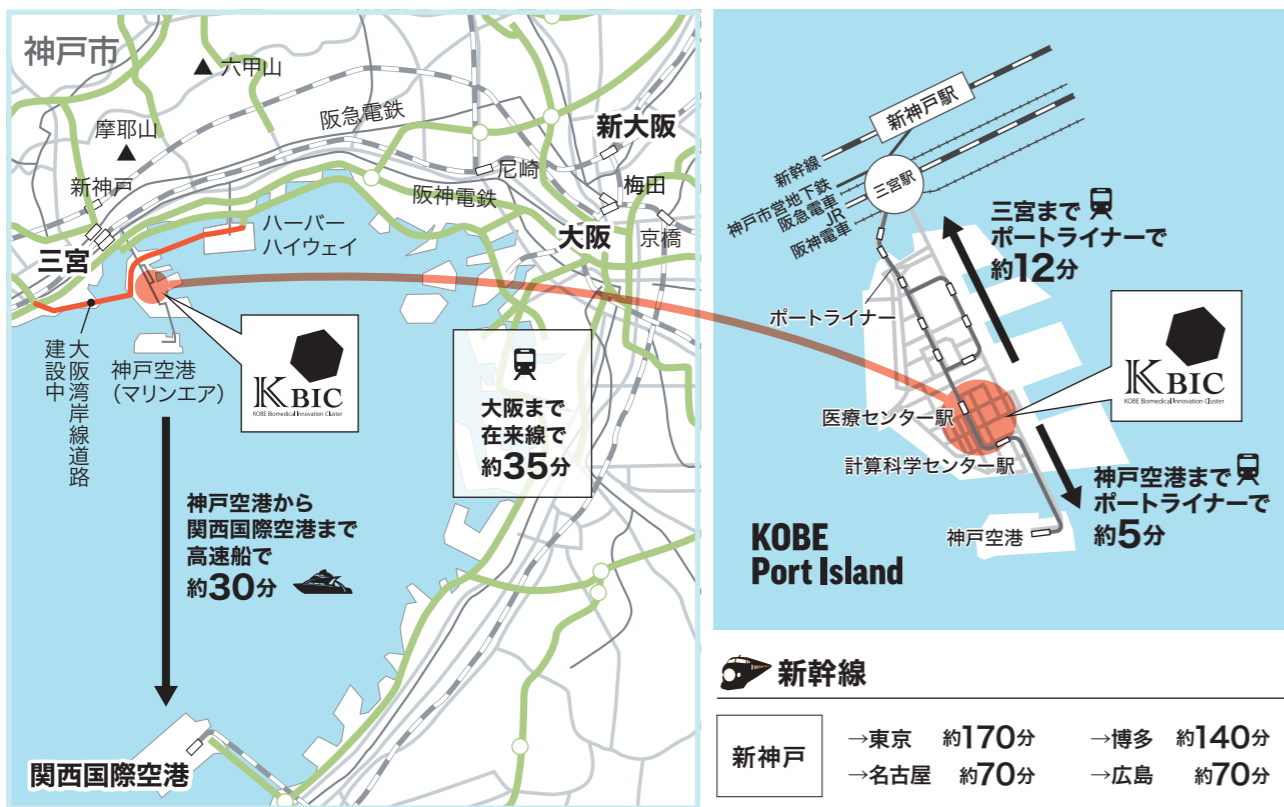 神戸市
六甲山
摩耶山
阪急電鉄
新大阪
尼崎
梅田
新神戸
阪神電鉄
ハーバー
ハイウェイ
大阪
京橋
三宮
大阪湾岸線道路
建設中
神戸空港
（マリンエア）
KBIC
KOBE Biomedical Innovation Cluster
大阪まで
在来線で
約35分
神戸空港から
関西国際空港まで
高速船で
約30分
関西国際空港
新神戸駅
新幹線
三宮駅
神戸市営地下鉄
阪急電車
JR
阪神電車
三宮まで
ポートライナーで
約12分
ポートライナー
KBIC
KOBE Biomedical Innovation Cluster
医療センター駅
計算科学センター駅
神戸空港まで
ポートライナーで
約5分
神戸空港
KOBE
Port Island
新幹線
新神戸
→東京 約170分 →博多 約140分
→名古屋 約70分 →広島 約70分